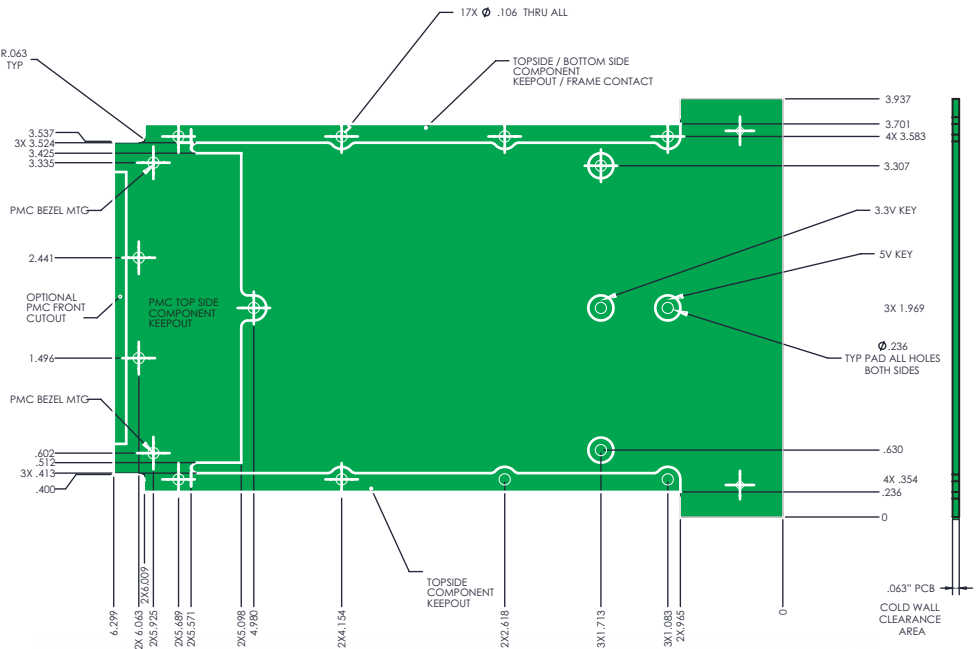 17X Ø .106 THRU ALL
R.063
TYP
TOPSIDE / BOTTOM SIDE
COMPONENT
KEEPOUT / FRAME CONTACT
3.937
3.701
4X 3.583
3.537
2X 3.524
3.425
3.335
3.307
PMC BEZEL MTG
3.3V KEY
2.441
5V KEY
OPTIONAL
PMC FRONT
CUTOUT
PMC TOP SIDE
COMPONENT
KEEPOUT
3X 1.969
Ø.236
TYP PAD ALL HOLES
BOTH SIDES
1.496
PMC BEZEL MTG
.602
.512
3X .413
.400
.630
4X .354
.236
0
TOPSIDE
COMPONENT
KEEPOUT
.063" PCB
COLD WALL
CLEARANCE
AREA
6.299
2X 6.063
2X6.009
2X5.925
2X5.689
2X5.571
2X5.098
4.980
2X4.154
2X2.618
3X1.713
3X1.083
2X.965
0